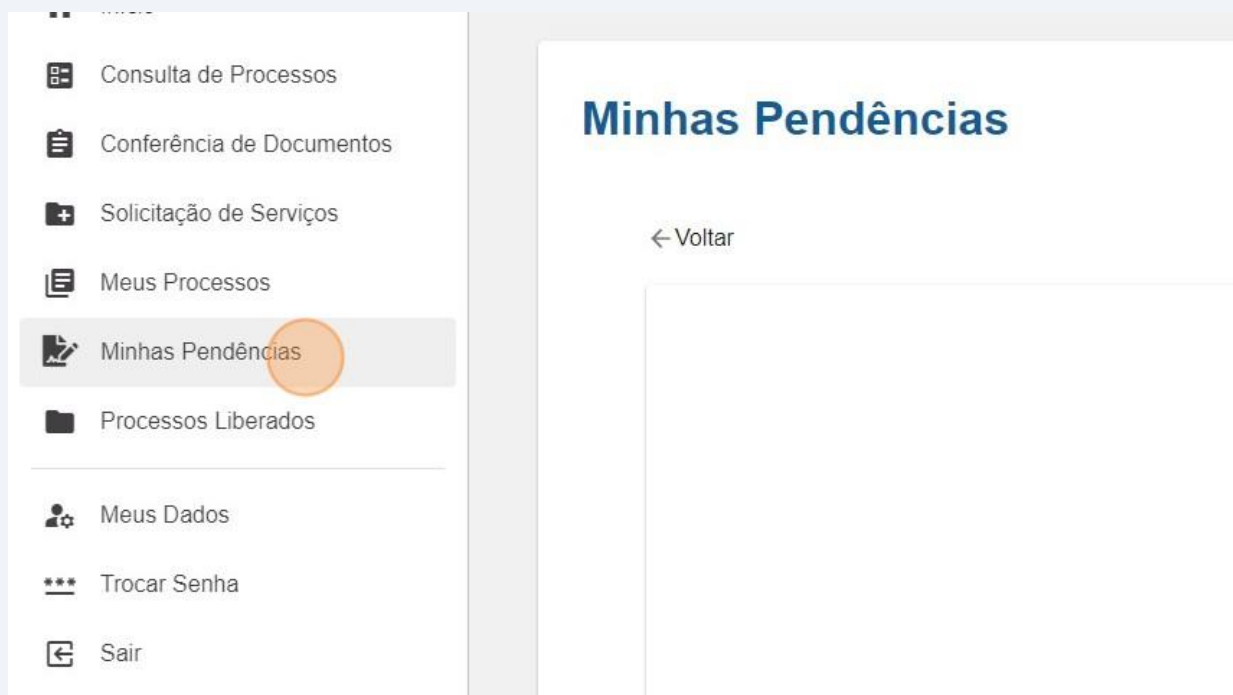 Consulta de Processos
Conferência de Documentos
Solicitação de Serviços
Meus Processos
Minhas Pendências
Processos Liberados
Meus Dados
Trocar Senha
Sair
Minhas Pendências
Voltar